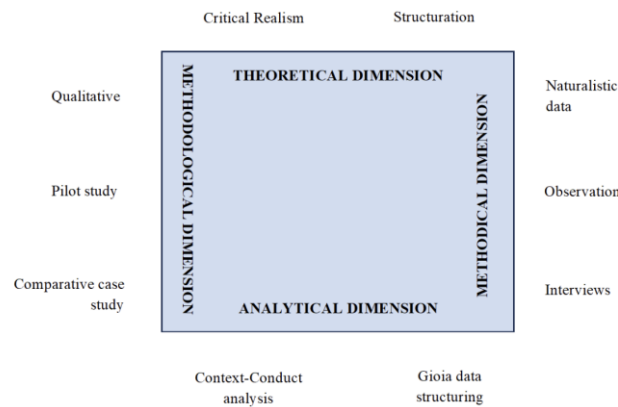 Critical Realism
Structuration
THEORETICAL DIMENSION
METHODOLOGICAL DIMENSION
METHODICAL DIMENSION
ANALYTICAL DIMENSION
Qualitative
Pilot study
Comparative case
study
Naturalistic
data
Observation
Interviews
Context-Conduct
analysis
Gioia data
structuring